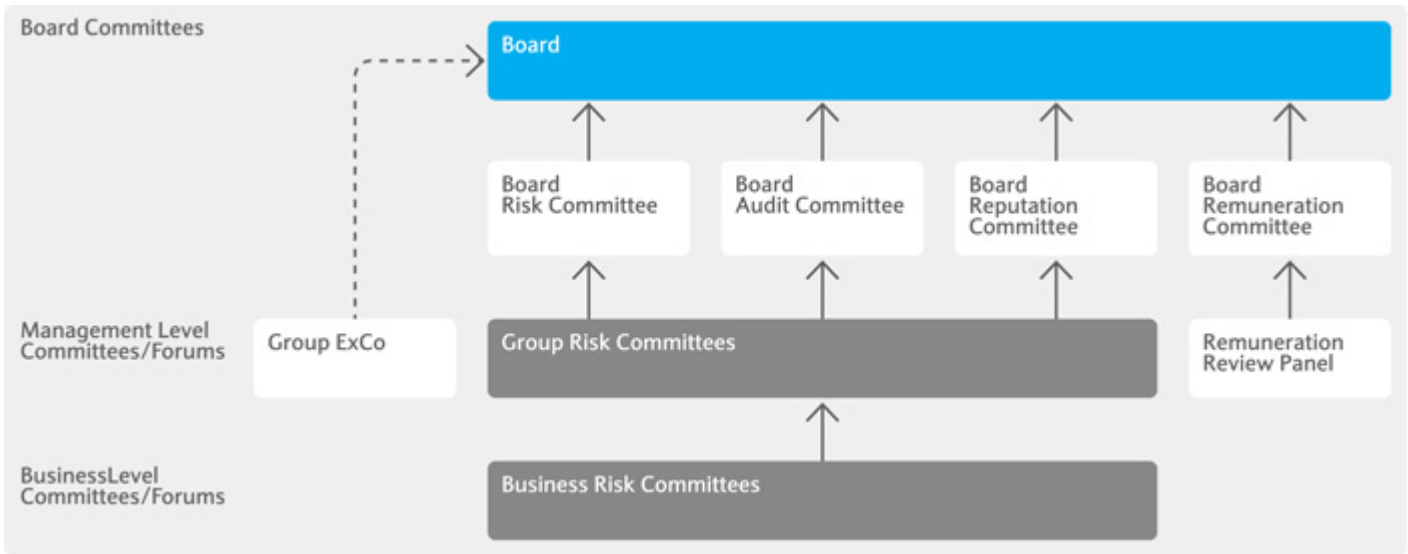 Board Committees
Board
Board
Risk Committee
Board
Audit Committee
Board
Reputation
Committee
Board
Remuneration
Committee
Management Level
Committees/Forums
Group ExCo
Group Risk Committees
Remuneration
Review Panel
BusinessLevel
Committees/Forums
Business Risk Committees